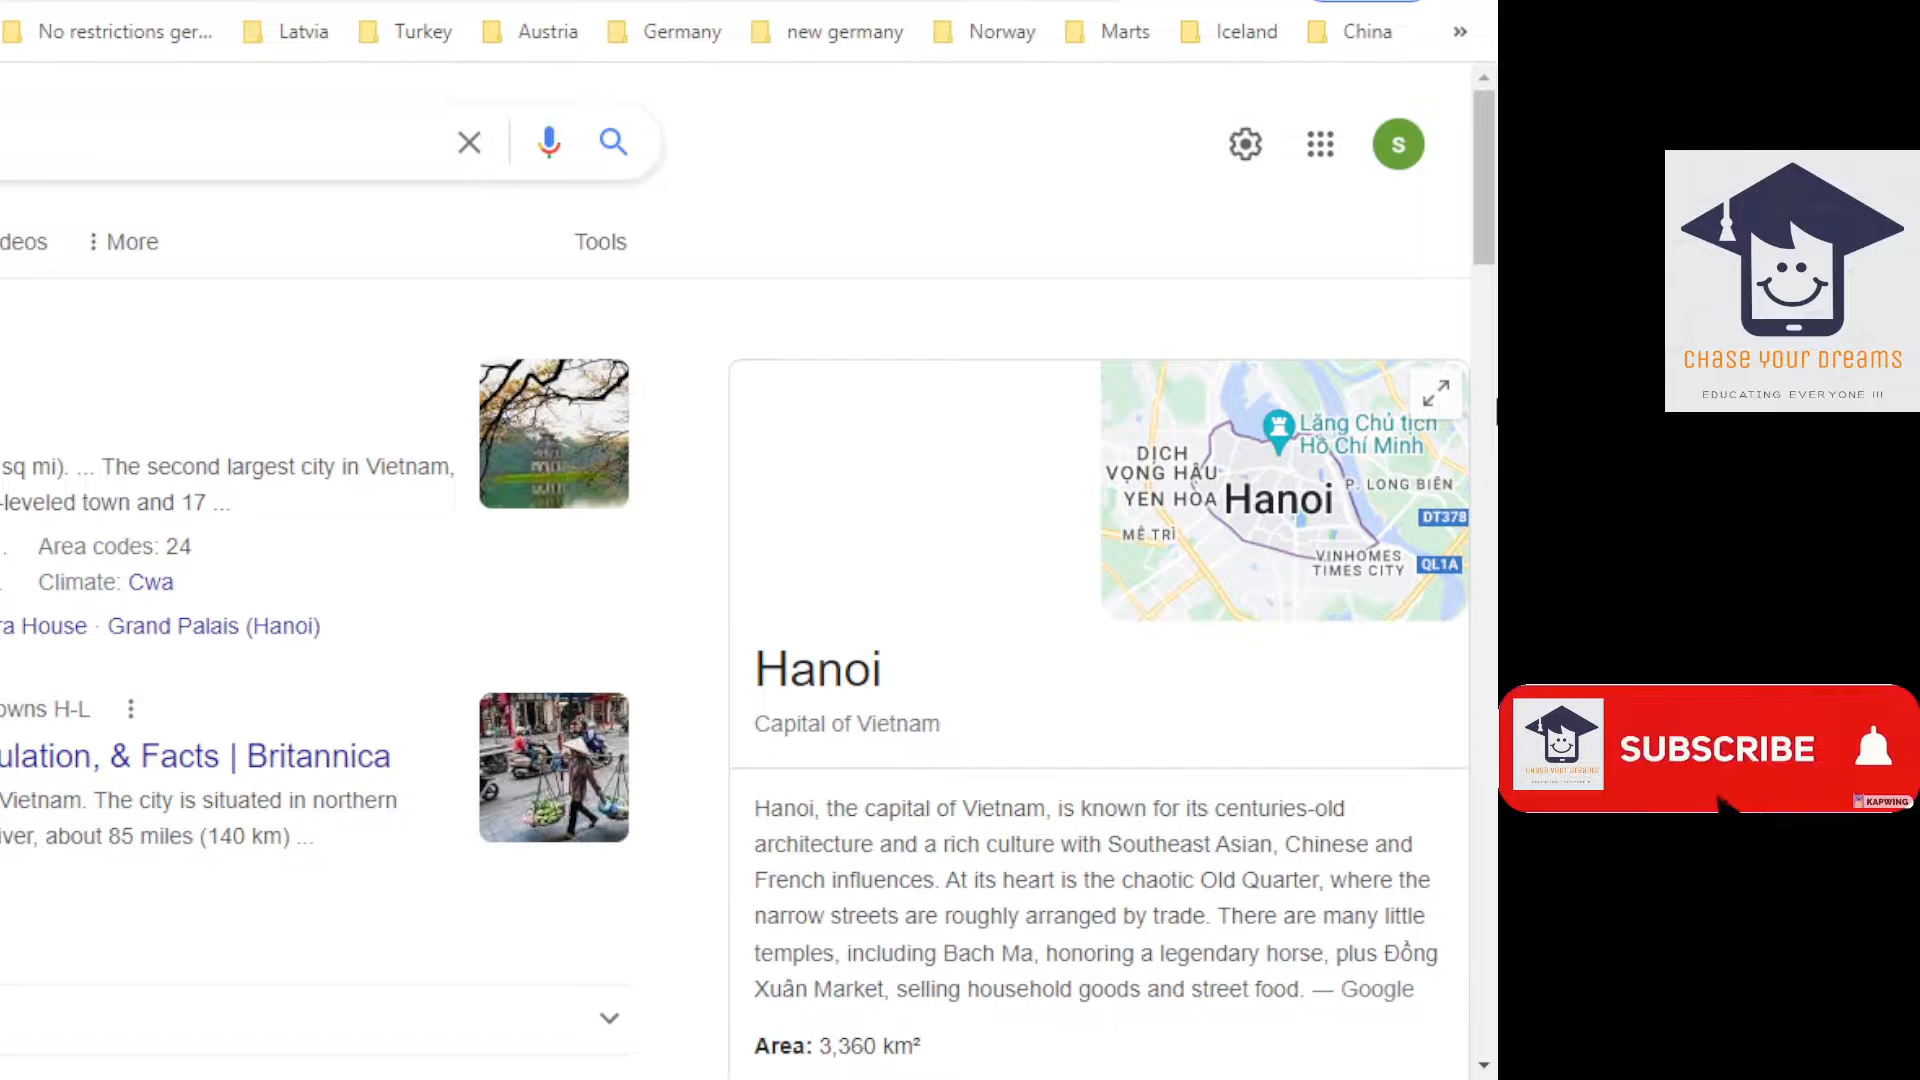 No restrictions ger...
Latvia
Turkey
Austria
Germany
new germany
Norway
Marts
Iceland
China
»
S
deos
More
Tools
sq mi). ... The second largest city in Vietnam,
-leveled town and 17 ...
. Area codes: 24
. Climate: Cwa
ra House · Grand Palais (Hanoi)
owns H-L
ulation, & Facts | Britannica
Vietnam. The city is situated in northern
iver, about 85 miles (140 km) ...
Lăng Chủ tịch
Hồ Chí Minh
DỊCH
VỌNG HẬU
YEN HÒA
Hanoi
P. LONG BIÊN
DT378
MỄ TRÌ
VINHOMES
TIMES CITY
QL1A
Hanoi
Capital of Vietnam
Hanoi, the capital of Vietnam, is known for its centuries-old
architecture and a rich culture with Southeast Asian, Chinese and
French influences. At its heart is the chaotic Old Quarter, where the
narrow streets are roughly arranged by trade. There are many little
temples, including Bach Ma, honoring a legendary horse, plus Đồng
Xuân Market, selling household goods and street food. — Google
Area: 3,360 km²
CHASE YOUR DREAMS
EDUCATING EVERYONE !!!
CHASE YOUR DREAMS
SUBSCRIBE
KAPWING